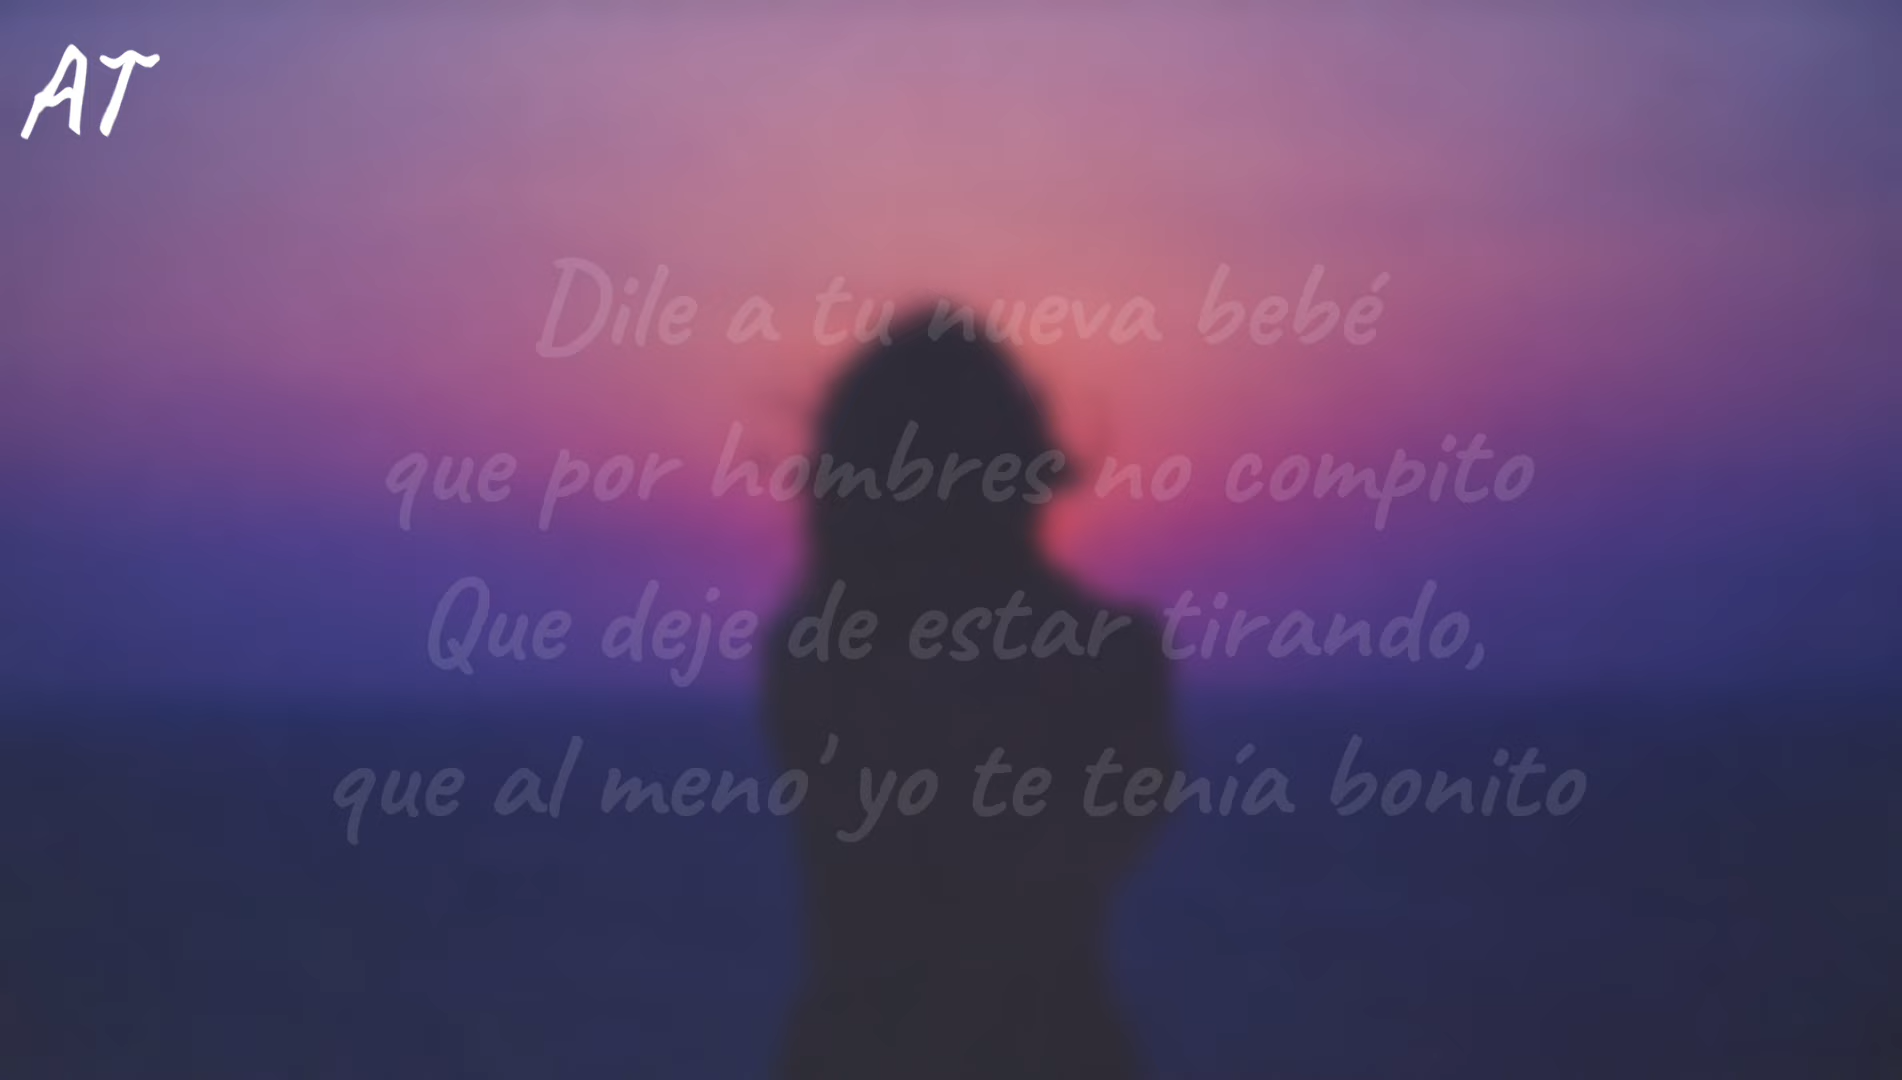 AT
Dile a tu nueva bebé
que por hombres no compito
Que deje de estar tirando,
que al meno' yo te tenía bonito